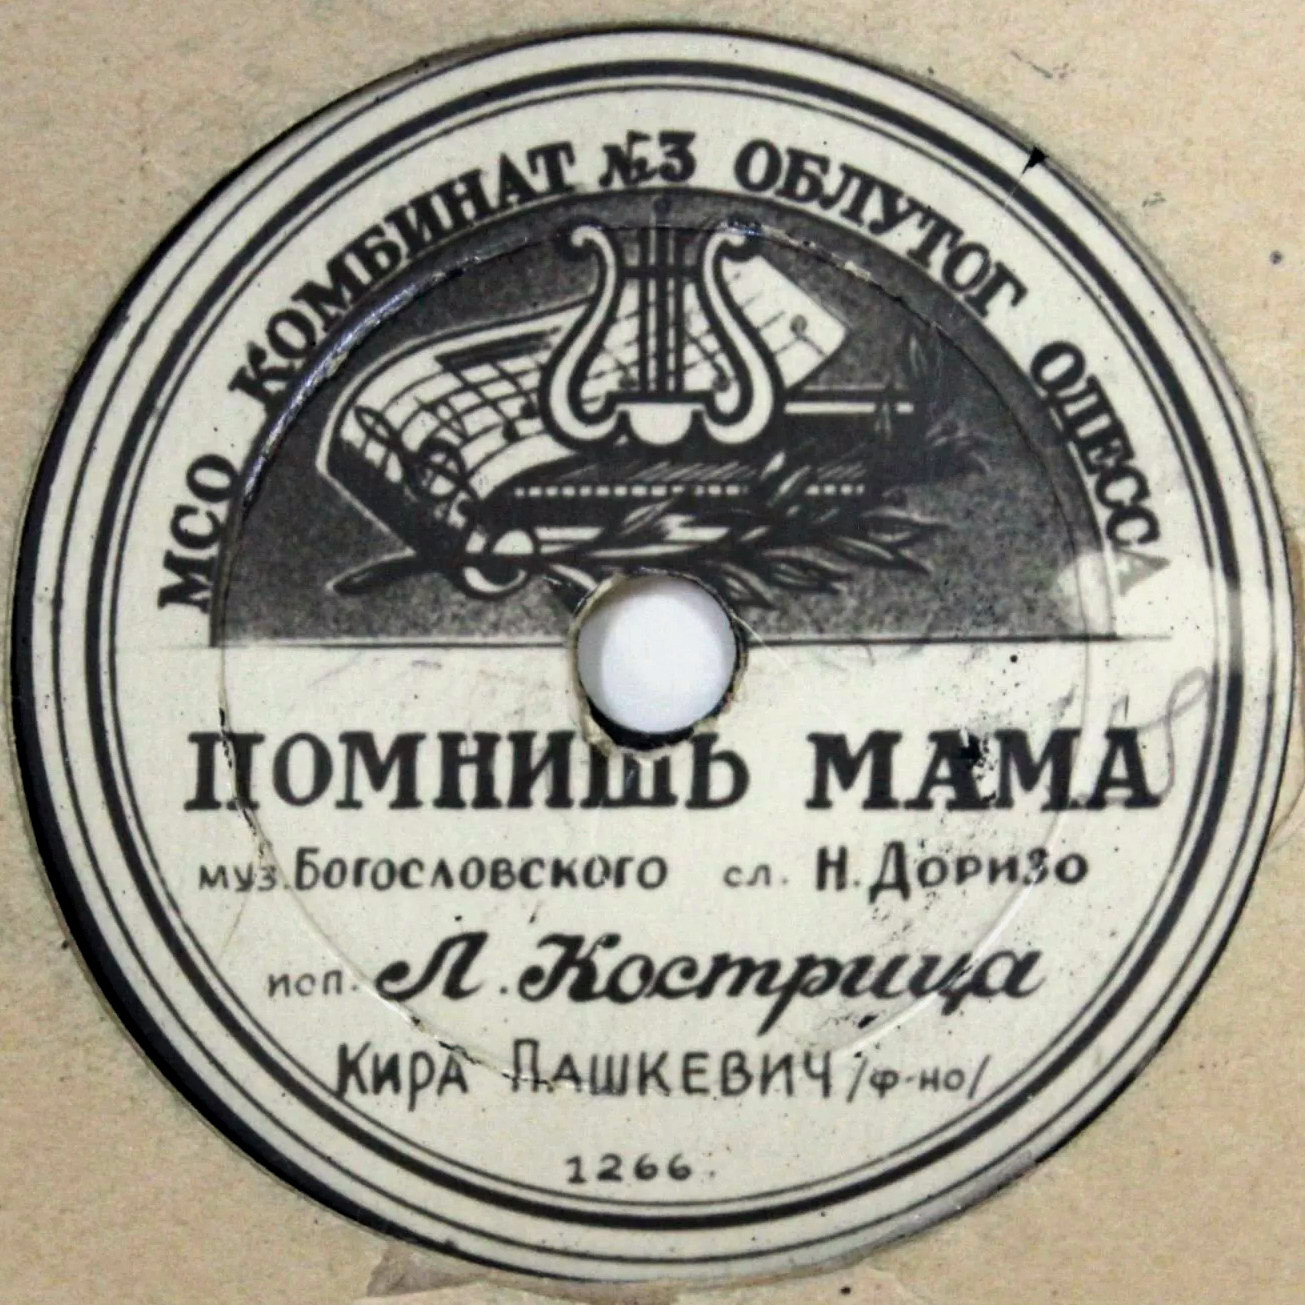 МСО КОМБИНАТ №3 ОБЛУТОГ ОДЕССА
ПОМНИШЬ МАМА
муз. Богословского сл. Н. Доризо
исп. Л. Кострица
КИРА ПАШКЕВИЧ /ф-но/
1266.